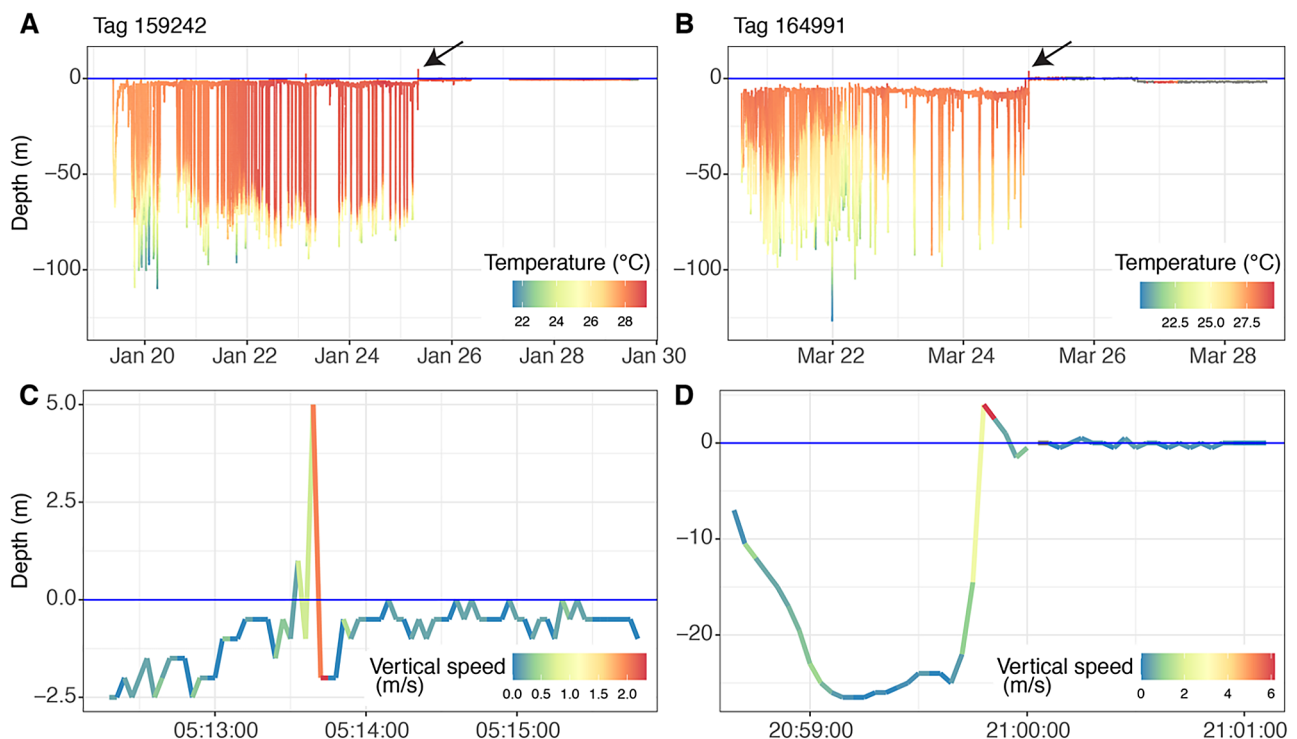 A Tag 159242
Depth (m)
0
−50
−100
Temperature (°C)
22 24 26 28
Jan 20 Jan 22 Jan 24 Jan 26 Jan 28 Jan 30
B Tag 164991
0
−50
−100
Temperature (°C)
22.5 25.0 27.5
Mar 22 Mar 24 Mar 26 Mar 28
C
Depth (m)
5.0
2.5
0.0
−2.5
Vertical speed
(m/s)
0.0 0.5 1.0 1.5 2.0
05:13:00 05:14:00 05:15:00
D
0
−10
−20
Vertical speed
(m/s)
0 2 4 6
20:59:00 21:00:00 21:01:00